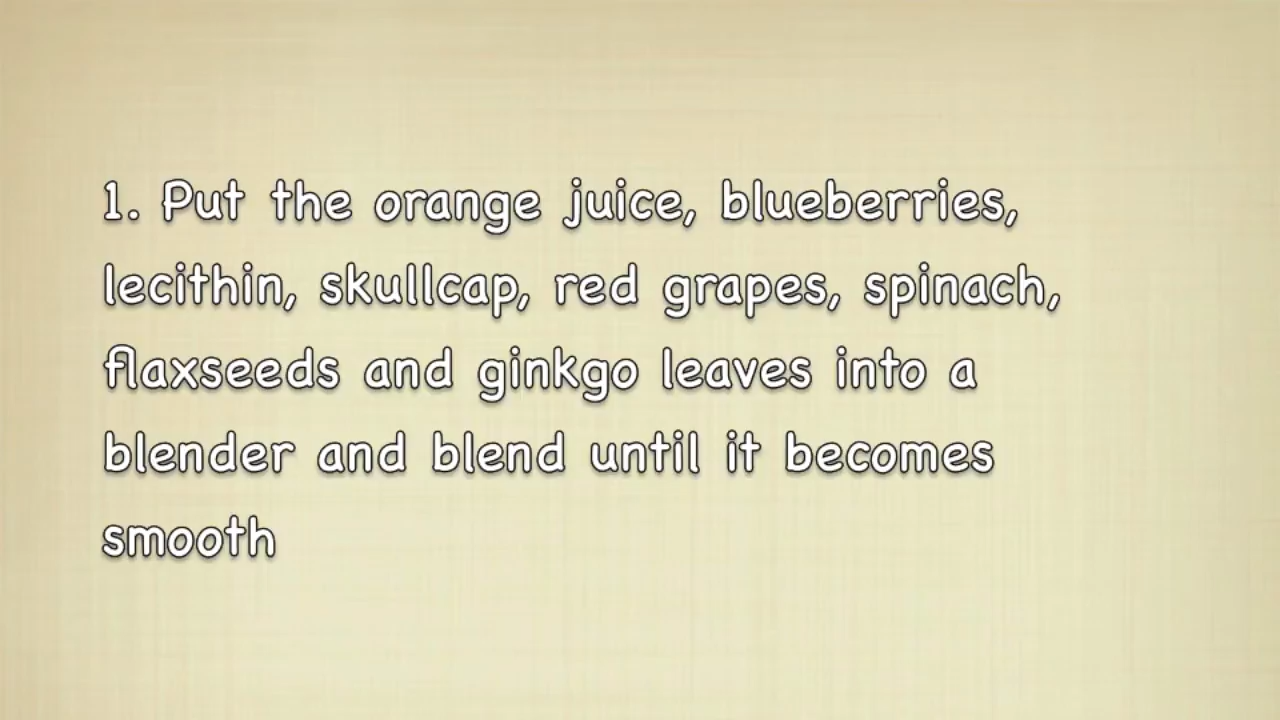 1. Put the orange juice, blueberries,
lecithin, skullcap, red grapes, spinach,
flaxseeds and ginkgo leaves into a
blender and blend until it becomes
smooth